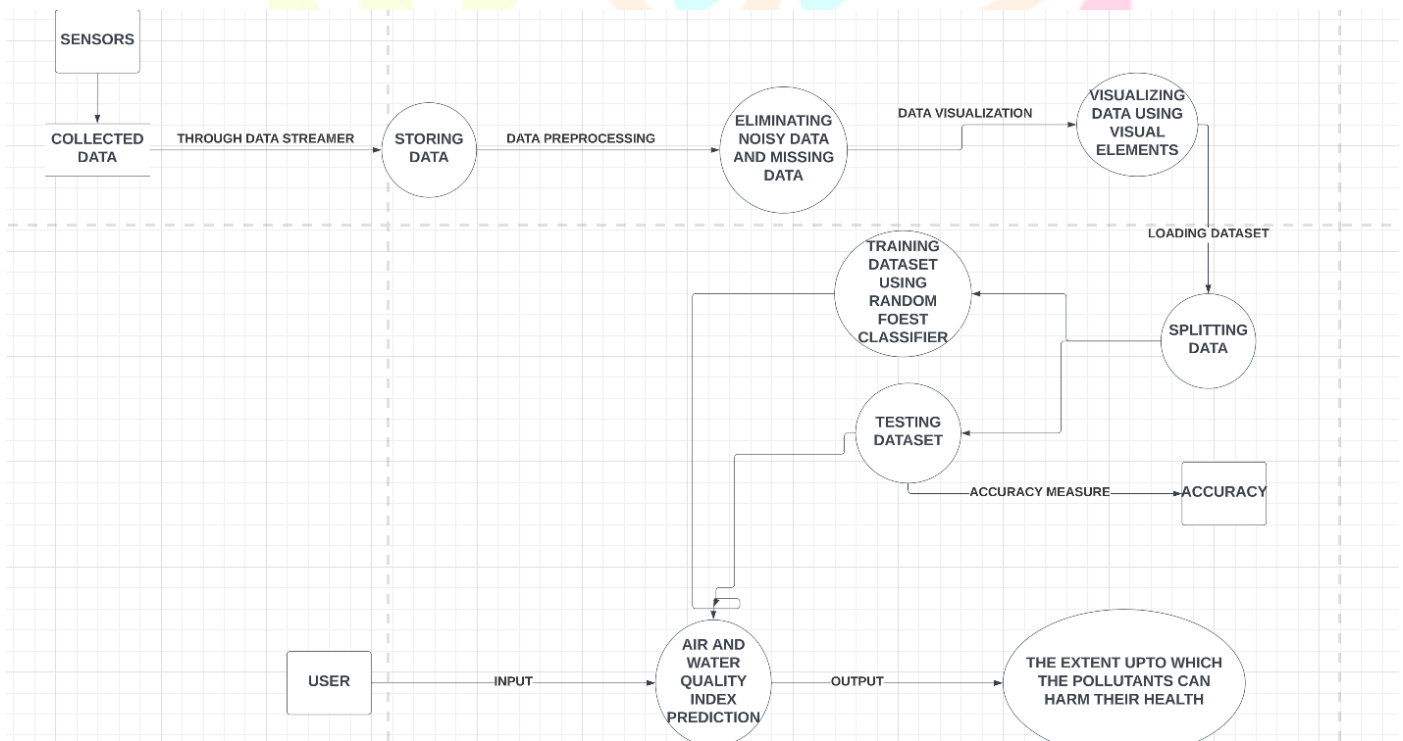 SENSORS
COLLECTED
DATA
THROUGH DATA STREAMER
STORING
DATA
DATA PREPROCESSING
ELIMINATING
NOISY DATA
AND MISSING
DATA
DATA VISUALIZATION
VISUALIZING
DATA USING
VISUAL
ELEMENTS
LOADING DATASET
SPLITTING
DATA
TRAINING
DATASET
USING
RANDOM
FOEST
CLASSIFIER
TESTING
DATASET
ACCURACY MEASURE
ACCURACY
USER
INPUT
AIR AND
WATER
QUALITY
INDEX
PREDICTION
OUTPUT
THE EXTENT UPTO WHICH
THE POLLUTANTS CAN
HARM THEIR HEALTH